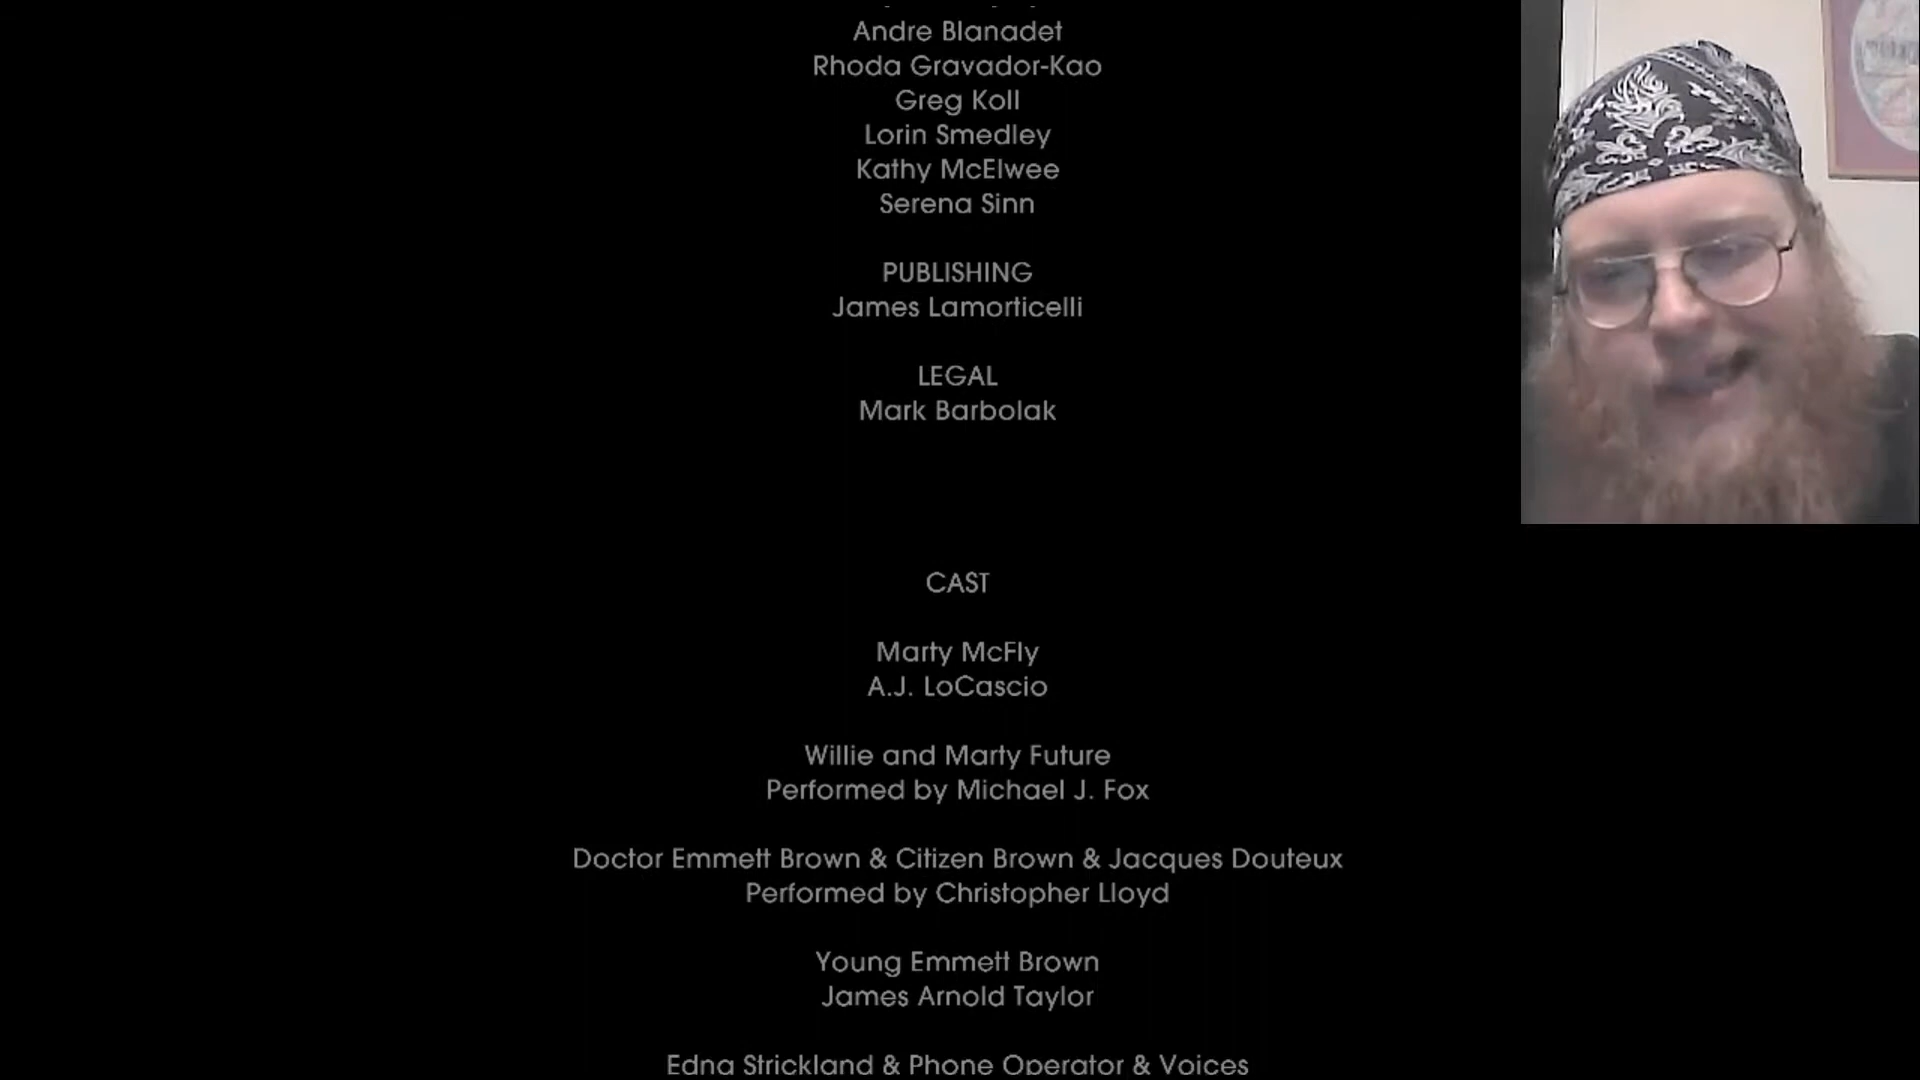 Andre Blanadet
Rhoda Gravador-Kao
Greg Koll
Lorin Smedley
Kathy McElwee
Serena Sinn
PUBLISHING
James Lamorticelli
LEGAL
Mark Barbolak
CAST
Marty McFly
A.J. LoCascio
Willie and Marty Future
Performed by Michael J. Fox
Doctor Emmett Brown & Citizen Brown & Jacques Douteux
Performed by Christopher Lloyd
Young Emmett Brown
James Arnold Taylor
Edna Strickland & Phone Operator & Voices